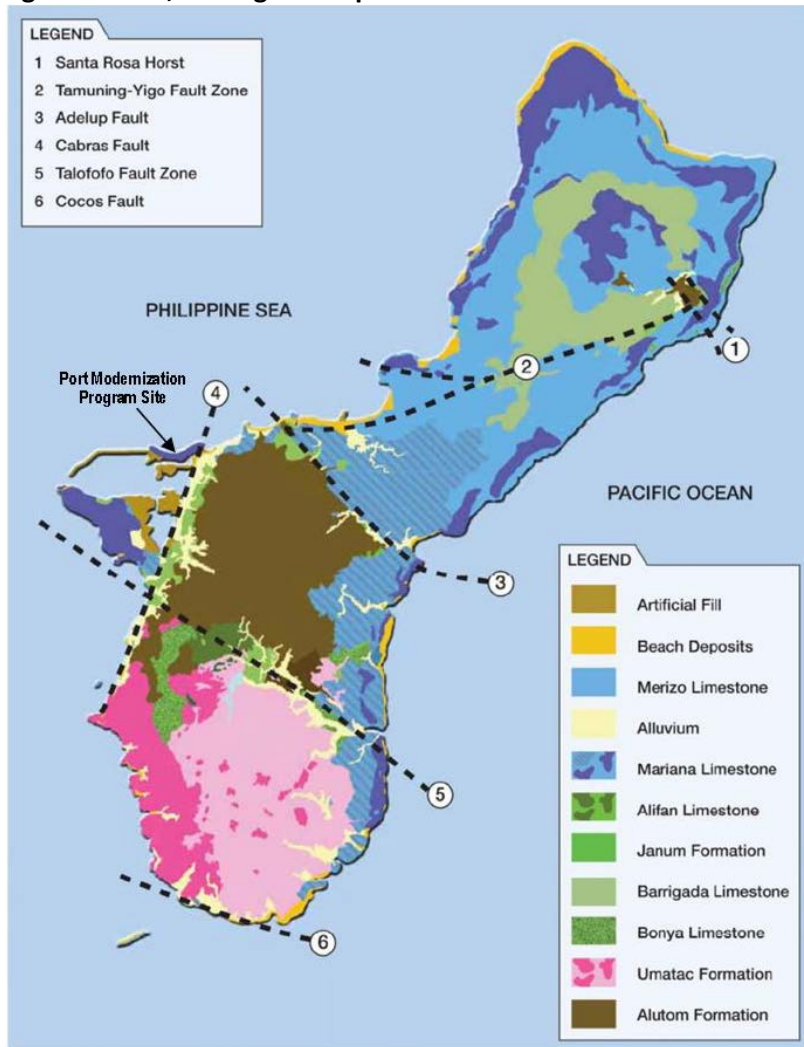 LEGEND
1 Santa Rosa Horst
2 Tamuning-Yigo Fault Zone
3 Adelup Fault
4 Cabras Fault
5 Talofofo Fault Zone
6 Cocos Fault
PHILIPPINE SEA
1
2
Port Modernization
Program Site
4
PACIFIC OCEAN
3
5
6
LEGEND
Artificial Fill
Beach Deposits
Merizo Limestone
Alluvium
Mariana Limestone
Alifan Limestone
Janum Formation
Barrigada Limestone
Bonya Limestone
Umatac Formation
Alutom Formation